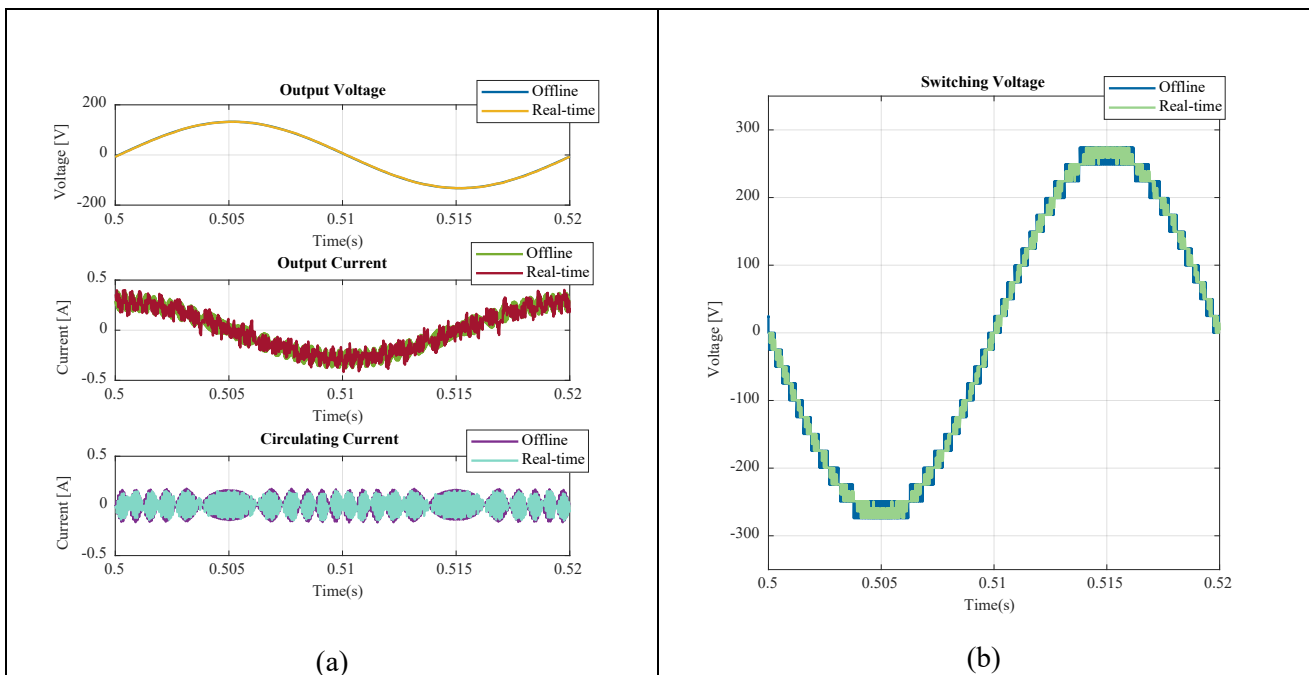 Output Voltage
Offline
Real-time
Voltage [V]
200
0
-200
0.5 0.505 0.51 0.515 0.52
Time(s)
Output Current
Offline
Real-time
Current [A]
0.5
0
-0.5
0.5 0.505 0.51 0.515 0.52
Time(s)
Circulating Current
Offline
Real-time
Current [A]
0.5
0
-0.5
0.5 0.505 0.51 0.515 0.52
Time(s)
(a)
Switching Voltage
Offline
Real-time
Voltage [V]
300
200
100
0
-100
-200
-300
0.5 0.505 0.51 0.515 0.52
Time(s)
(b)